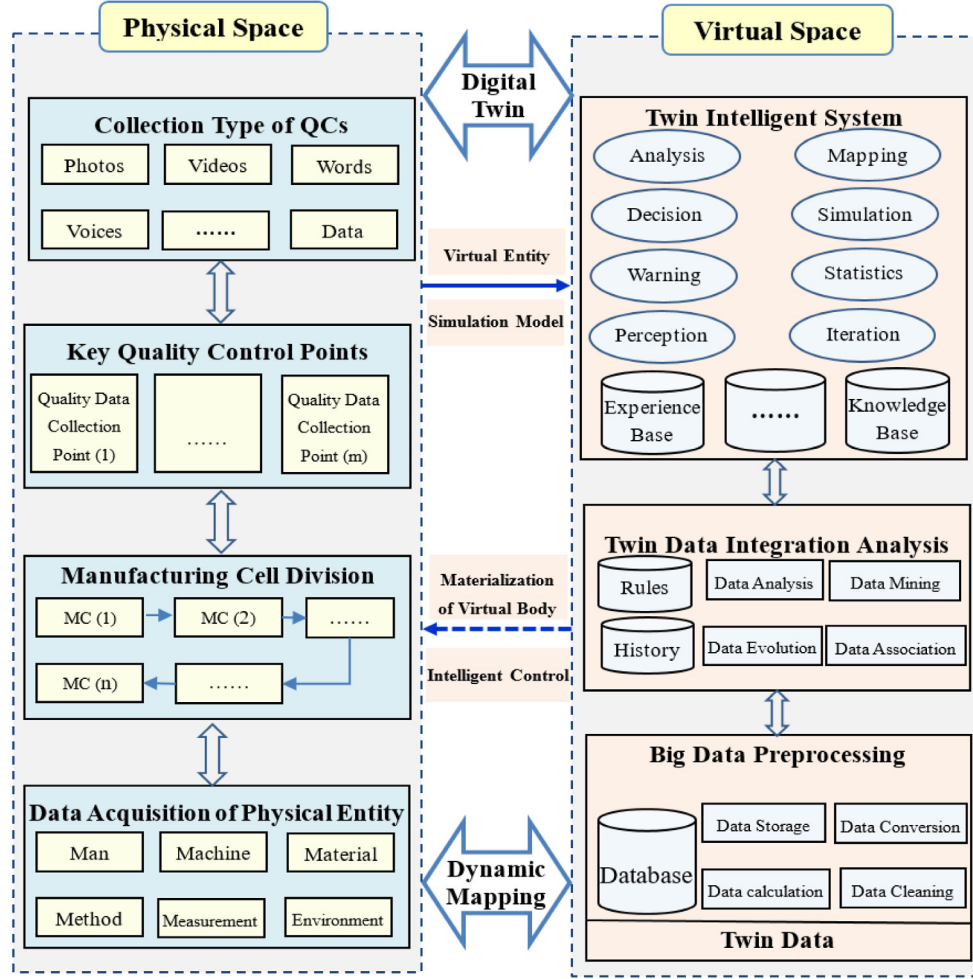 Physical Space
Collection Type of QCs
Photos
Videos
Words
Voices
……
Data
Key Quality Control Points
Quality Data
Collection
Point (1)
……
Quality Data
Collection
Point (m)
Manufacturing Cell Division
MC (1)
MC (2)
……
MC (n)
……
Data Acquisition of Physical Entity
Man
Machine
Material
Method
Measurement
Environment
Digital
Twin
Virtual Entity
Simulation Model
Materialization
of Virtual Body
Intelligent Control
Dynamic
Mapping
Virtual Space
Twin Intelligent System
Analysis
Mapping
Decision
Simulation
Warning
Statistics
Perception
Iteration
Experience
Base
……
Knowledge
Base
Twin Data Integration Analysis
Rules
Data Analysis
Data Mining
History
Data Evolution
Data Association
Big Data Preprocessing
Database
Data Storage
Data Conversion
Data calculation
Data Cleaning
Twin Data